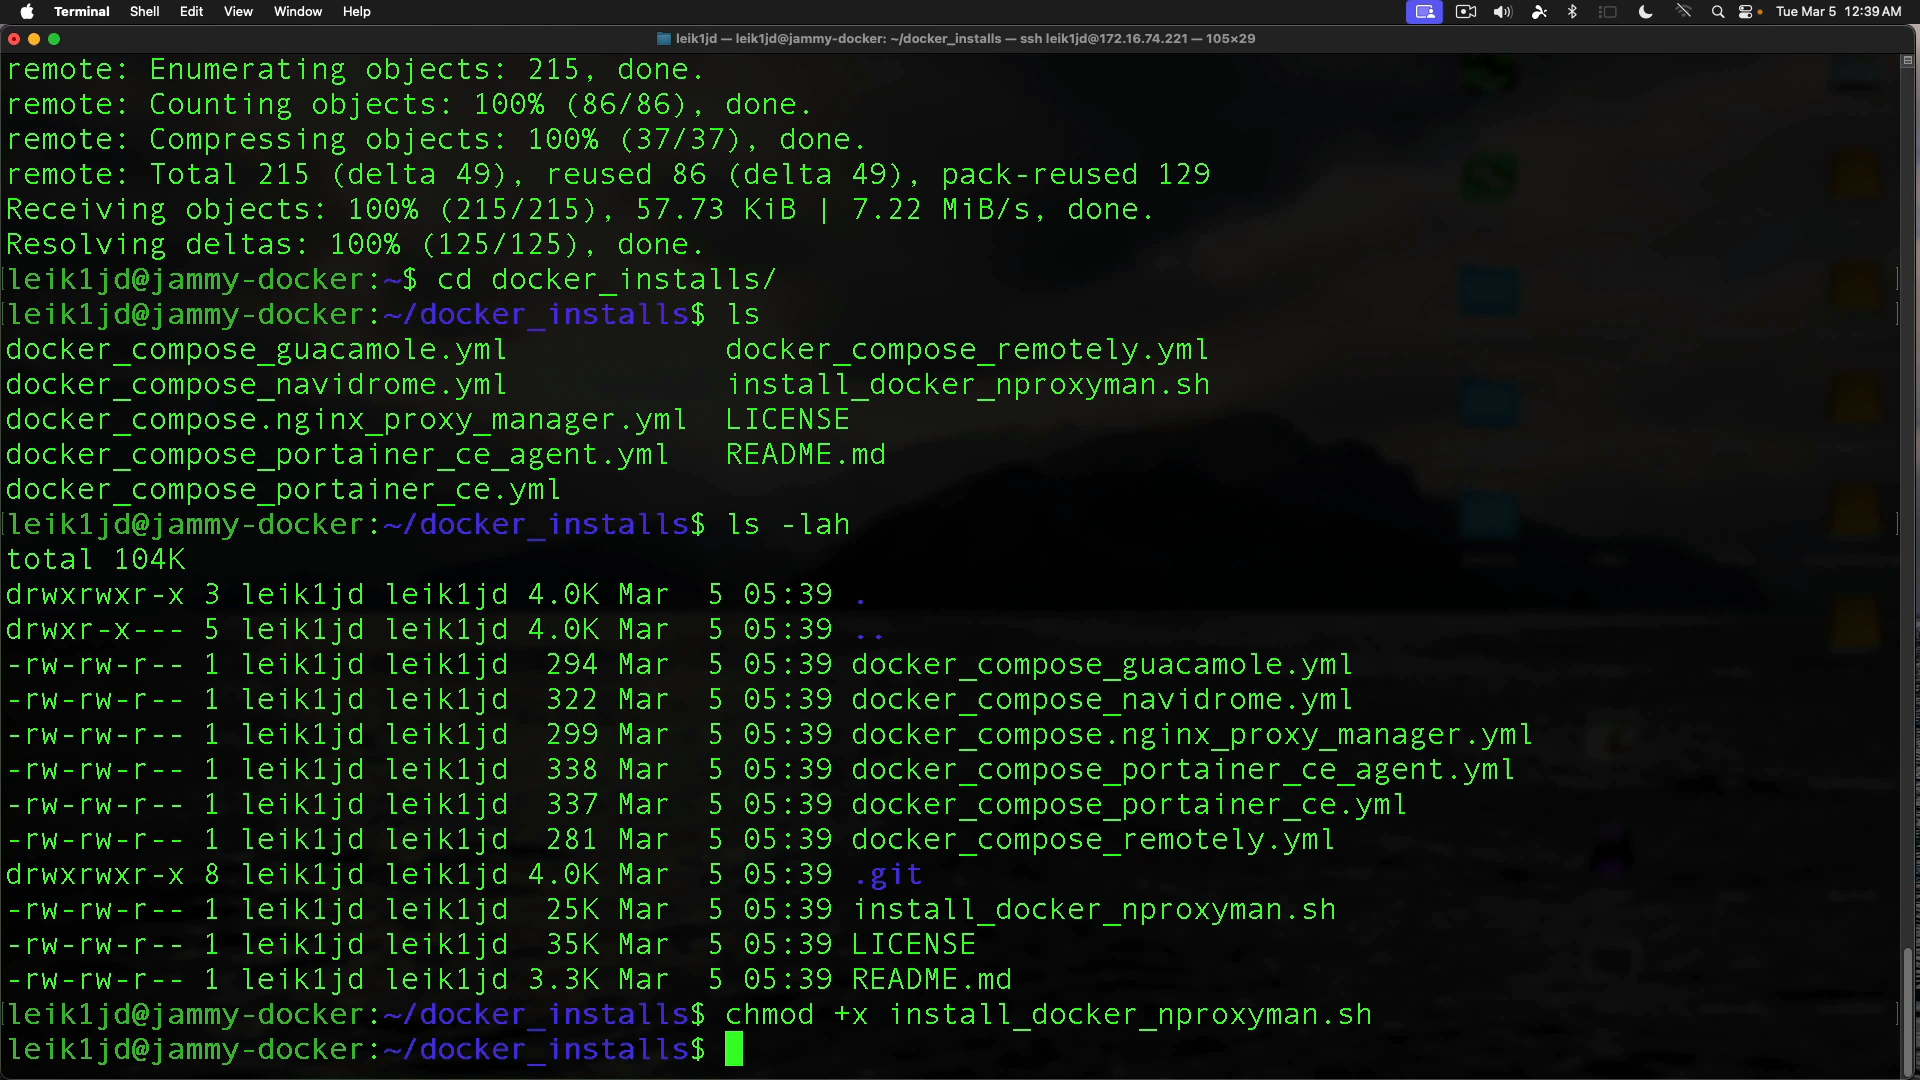 Terminal Shell Edit View Window Help Tue Mar 5 12:39 AM
leik1jd — leik1jd@jammy-docker: ~/docker_installs — ssh leik1jd@172.16.74.221 — 105×29
remote: Enumerating objects: 215, done.
remote: Counting objects: 100% (86/86), done.
remote: Compressing objects: 100% (37/37), done.
remote: Total 215 (delta 49), reused 86 (delta 49), pack-reused 129
Receiving objects: 100% (215/215), 57.73 KiB | 7.22 MiB/s, done.
Resolving deltas: 100% (125/125), done.
leik1jd@jammy-docker:~$ cd docker_installs/
leik1jd@jammy-docker:~/docker_installs$ ls
docker_compose_guacamole.yml docker_compose_remotely.yml
docker_compose_navidrome.yml install_docker_nproxyman.sh
docker_compose.nginx_proxy_manager.yml LICENSE
docker_compose_portainer_ce_agent.yml README.md
docker_compose_portainer_ce.yml
leik1jd@jammy-docker:~/docker_installs$ ls -lah
total 104K
drwxrwxr-x 3 leik1jd leik1jd 4.0K Mar 5 05:39 .
drwxr-x--- 5 leik1jd leik1jd 4.0K Mar 5 05:39 ..
-rw-rw-r-- 1 leik1jd leik1jd 294 Mar 5 05:39 docker_compose_guacamole.yml
-rw-rw-r-- 1 leik1jd leik1jd 322 Mar 5 05:39 docker_compose_navidrome.yml
-rw-rw-r-- 1 leik1jd leik1jd 299 Mar 5 05:39 docker_compose.nginx_proxy_manager.yml
-rw-rw-r-- 1 leik1jd leik1jd 338 Mar 5 05:39 docker_compose_portainer_ce_agent.yml
-rw-rw-r-- 1 leik1jd leik1jd 337 Mar 5 05:39 docker_compose_portainer_ce.yml
-rw-rw-r-- 1 leik1jd leik1jd 281 Mar 5 05:39 docker_compose_remotely.yml
drwxrwxr-x 8 leik1jd leik1jd 4.0K Mar 5 05:39 .git
-rw-rw-r-- 1 leik1jd leik1jd 25K Mar 5 05:39 install_docker_nproxyman.sh
-rw-rw-r-- 1 leik1jd leik1jd 35K Mar 5 05:39 LICENSE
-rw-rw-r-- 1 leik1jd leik1jd 3.3K Mar 5 05:39 README.md
leik1jd@jammy-docker:~/docker_installs$ chmod +x install_docker_nproxyman.sh
leik1jd@jammy-docker:~/docker_installs$